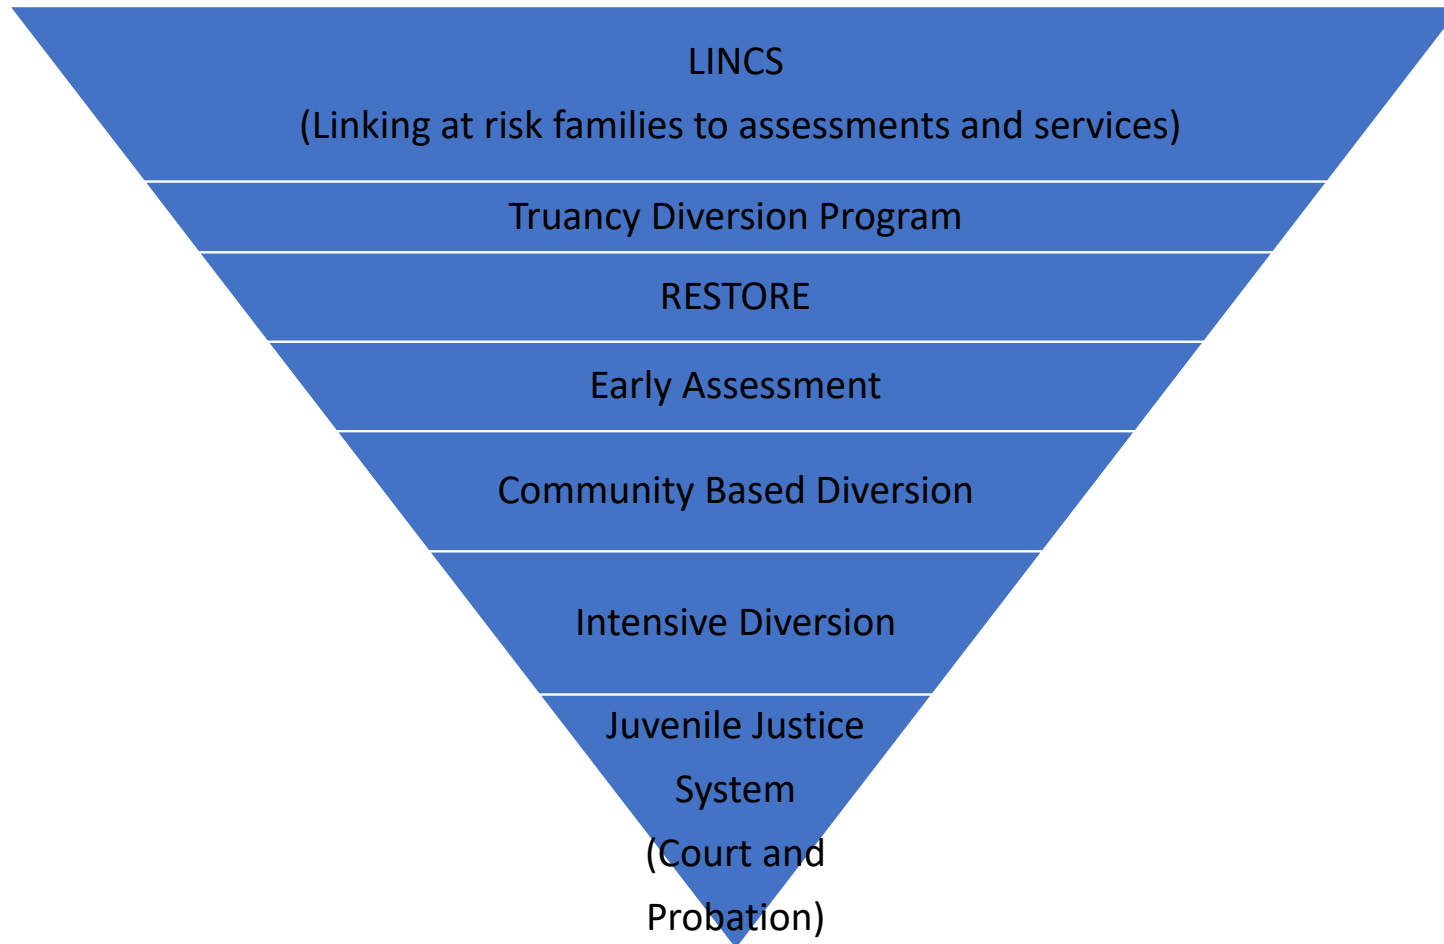 LINCS
(Linking at risk families to assessments and services)
Truancy Diversion Program
RESTORE
Early Assessment
Community Based Diversion
Intensive Diversion
Juvenile Justice
System
(Court and
Probation)